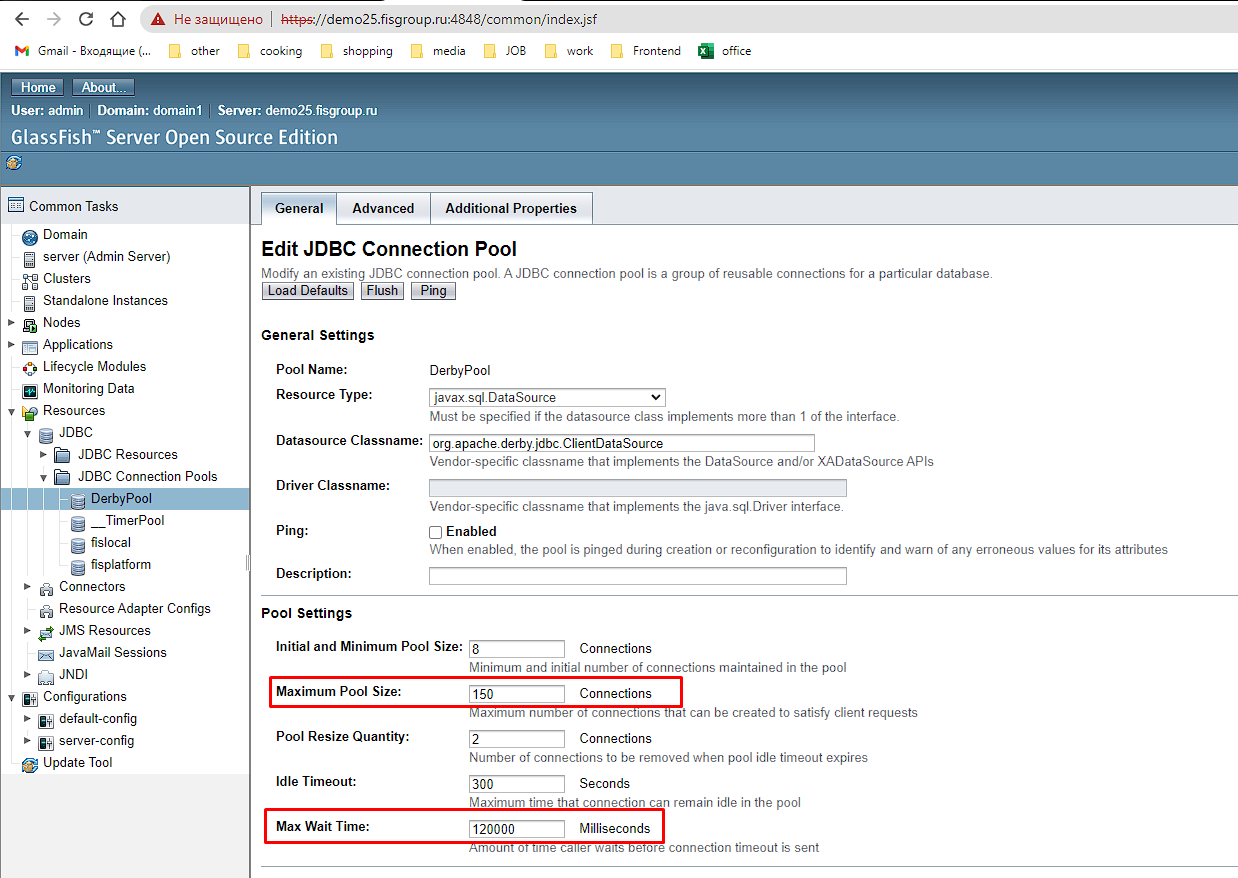 Не защищено https://demo25.fisgroup.ru:4848/common/index.jsf
Gmail - Входящие (... other cooking shopping media JOB work Frontend office
Home About...
User: admin Domain: domain1 Server: demo25.fisgroup.ru
GlassFish™ Server Open Source Edition
Common Tasks
Domain
server (Admin Server)
Clusters
Standalone Instances
Nodes
Applications
Lifecycle Modules
Monitoring Data
Resources
JDBC
JDBC Resources
JDBC Connection Pools
DerbyPool
__TimerPool
fislocal
fisplatform
Connectors
Resource Adapter Configs
JMS Resources
JavaMail Sessions
JNDI
Configurations
default-config
server-config
Update Tool
General Advanced Additional Properties
Edit JDBC Connection Pool
Modify an existing JDBC connection pool. A JDBC connection pool is a group of reusable connections for a particular database.
Load Defaults Flush Ping
General Settings
Pool Name: DerbyPool
Resource Type: javax.sql.DataSource
Must be specified if the datasource class implements more than 1 of the interface.
Datasource Classname: org.apache.derby.jdbc.ClientDataSource
Vendor-specific classname that implements the DataSource and/or XADataSource APIs
Driver Classname:
Vendor-specific classname that implements the java.sql.Driver interface.
Ping: Enabled
When enabled, the pool is pinged during creation or reconfiguration to identify and warn of any erroneous values for its attributes
Description:
Pool Settings
Initial and Minimum Pool Size: 8 Connections
Minimum and initial number of connections maintained in the pool
Maximum Pool Size: 150 Connections
Maximum number of connections that can be created to satisfy client requests
Pool Resize Quantity: 2 Connections
Number of connections to be removed when pool idle timeout expires
Idle Timeout: 300 Seconds
Maximum time that connection can remain idle in the pool
Max Wait Time: 120000 Milliseconds
Amount of time caller waits before connection timeout is sent